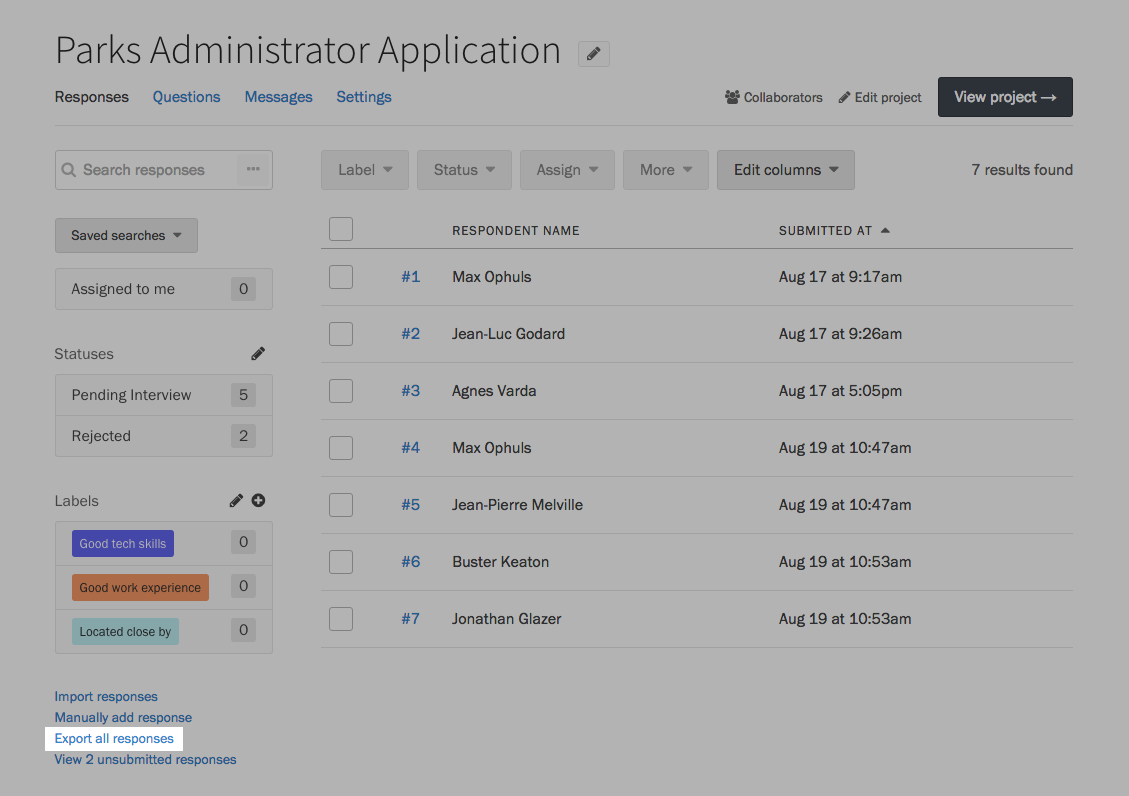 Parks Administrator Application
Responses Questions Messages Settings
Collaborators Edit project View project →
Search responses ...
Label Status Assign More Edit columns
7 results found
Saved searches
Assigned to me 0
Statuses
Pending Interview 5
Rejected 2
Labels
Good tech skills 0
Good work experience 0
Located close by 0
Import responses
Manually add response
Export all responses
View 2 unsubmitted responses
RESPONDENT NAME SUBMITTED AT
#1 Max Ophuls Aug 17 at 9:17am
#2 Jean-Luc Godard Aug 17 at 9:26am
#3 Agnes Varda Aug 17 at 5:05pm
#4 Max Ophuls Aug 19 at 10:47am
#5 Jean-Pierre Melville Aug 19 at 10:47am
#6 Buster Keaton Aug 19 at 10:53am
#7 Jonathan Glazer Aug 19 at 10:53am